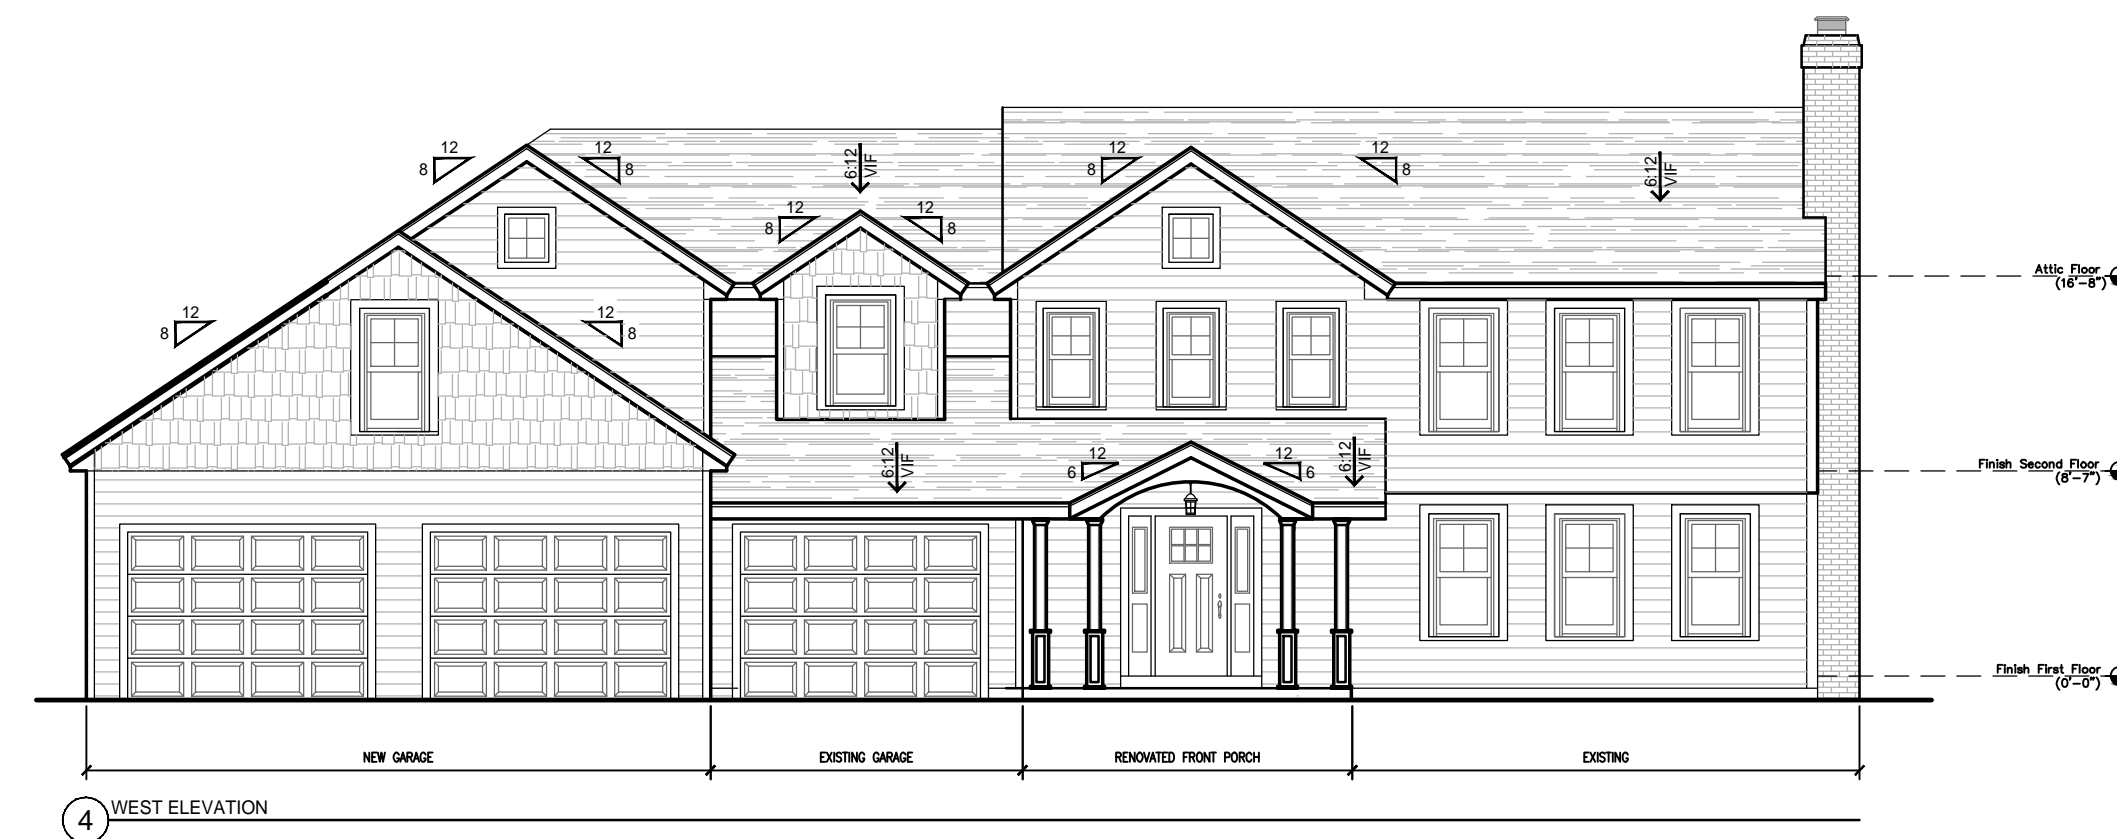 12
8
12
8
6:12
VIF
12
8
12
8
6:12
VIF
12
8
12
8
Attic Floor
(16'-8")
12
8
12
8
6:12
VIF
12
6
12
6
6:12
VIF
Finish Second Floor
(8'-7")
Finish First Floor
(0'-0")
NEW GARAGE
EXISTING GARAGE
RENOVATED FRONT PORCH
EXISTING
4
WEST ELEVATION